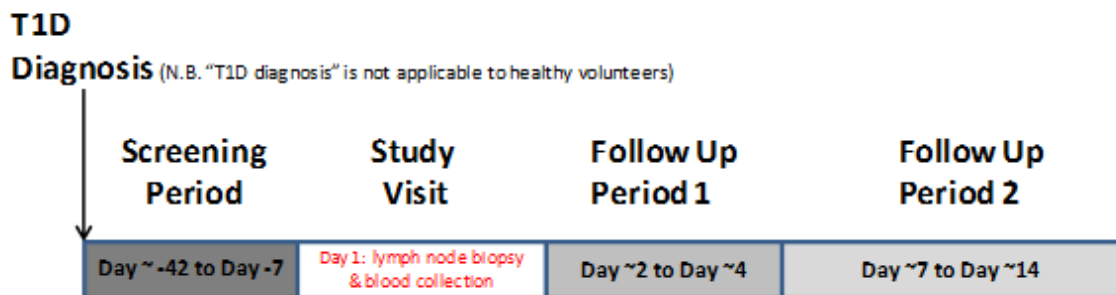 T1D
Diagnosis (N.B. "T1D diagnosis" is not applicable to healthy volunteers)
Screening Period
Study Visit
Follow Up Period 1
Follow Up Period 2
Day ~ -42 to Day -7
Day 1: lymph node biopsy
& blood collection
Day ~2 to Day ~4
Day ~7 to Day ~14